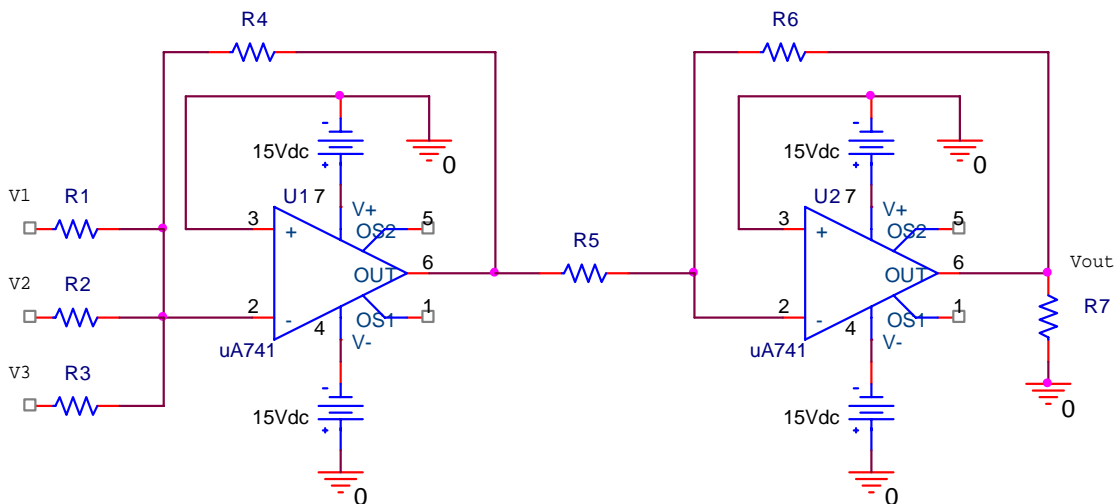 R4
R6
-
-
15Vdc
0
15Vdc
0
+
+
V1
R1
U1
7
V+
U2
7
V+
3
+
OS2
5
3
+
OS2
5
R5
V2
R2
OUT
6
OUT
6
Vout
2
-
4
OS1
1
2
-
4
OS1
1
R7
uA741
V-
uA741
V-
V3
R3
-
-
15Vdc
15Vdc
0
+
+
0
0